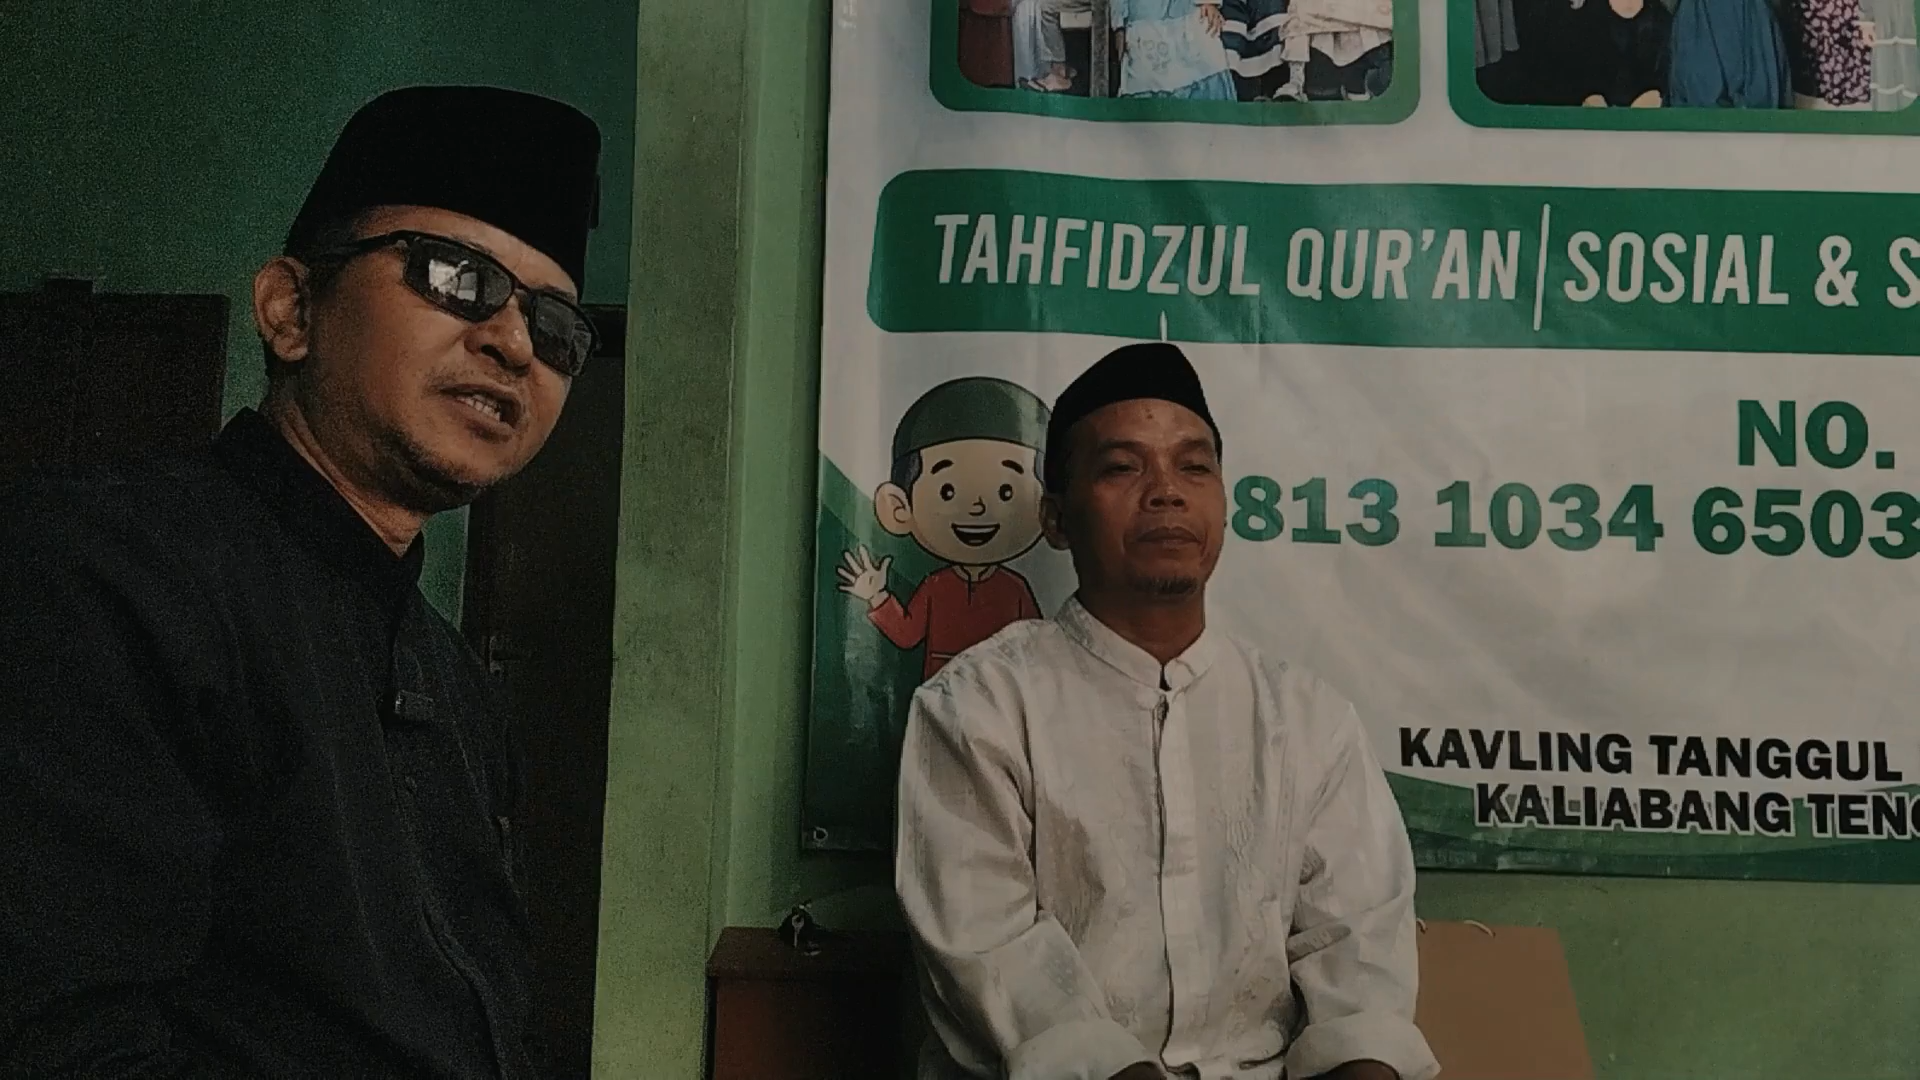 TAHFIDZUL QUR'AN | SOSIAL & S
NO.
813 1034 6503
KAVLING TANGGUL
KALIABANG TENG